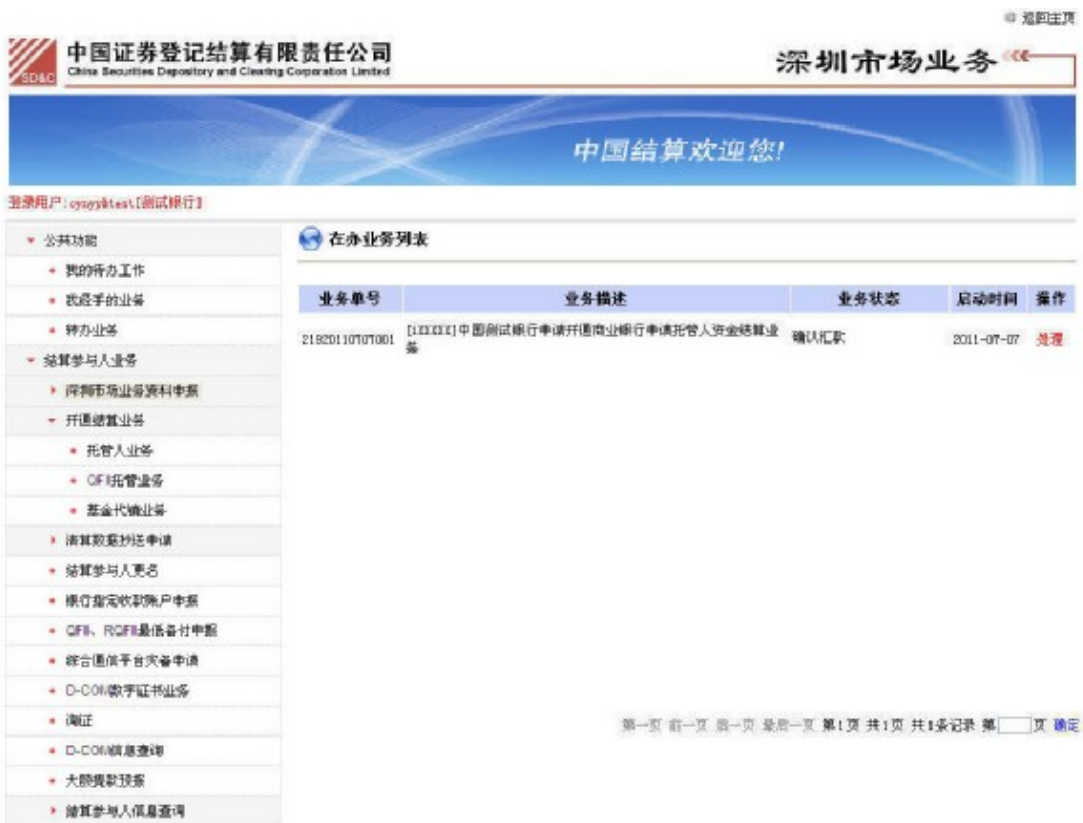 返回主页
中国证券登记结算有限责任公司
China Securities Depository and Clearing Corporation Limited
SD&C
深圳市场业务
中国结算欢迎您!
登录用户:[测试银行]
公共功能
在办业务列表
我的待办工作
我经手的业务
业务单号 业务描述 业务状态 启动时间 操作
转办业务
21820110707001 [1XXXXX]中国测试银行申请开通商业银行申请托管人资金结算业务 确认汇款 2011-07-07 处理
结算参与人业务
深圳市场业务资料申报
开通结算业务
托管人业务
QFII托管业务
基金代销业务
清算数据抄送申请
结算参与人更名
银行指定收款账户申报
QFII、RQFII最低备付申报
综合通信平台灾备申请
D-COM数字证书业务
D-COM信息查询
大额提款预报
结算参与人信息查询
第一页 前一页 后一页 最后一页 第1页 共1页 共1条记录 第 页 确定